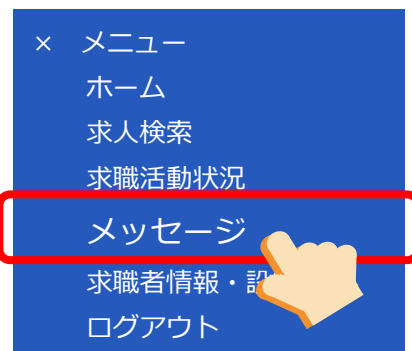 × メニュー
ホーム
求人検索
求職活動状況
メッセージ
求職者情報・設
ログアウト